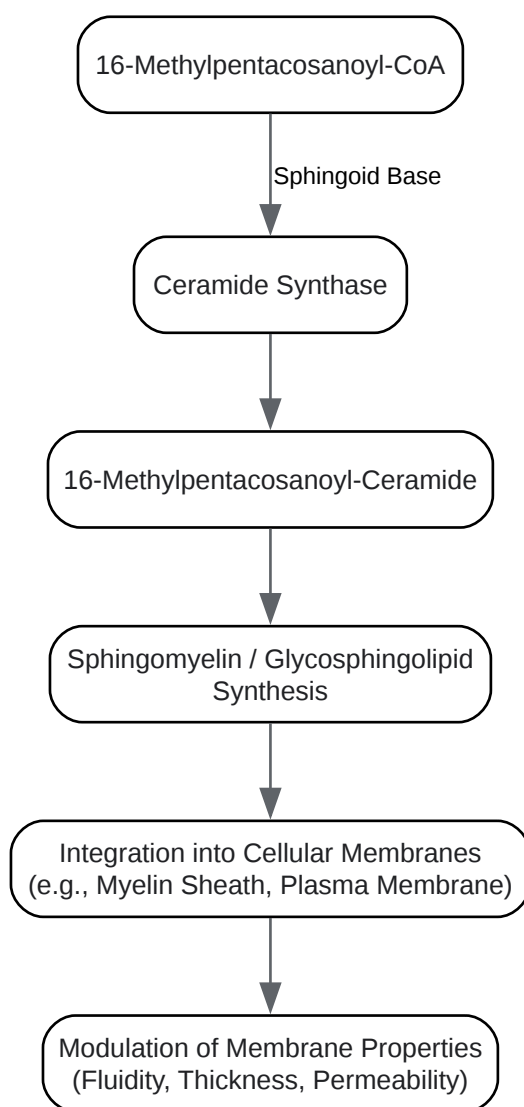 16-Methylpentacosanoyl-CoA
Sphingoid Base
Ceramide Synthase
16-Methylpentacosanoyl-Ceramide
Sphingomyelin / Glycosphingolipid
Synthesis
Integration into Cellular Membranes
(e.g., Myelin Sheath, Plasma Membrane)
Modulation of Membrane Properties
(Fluidity, Thickness, Permeability)